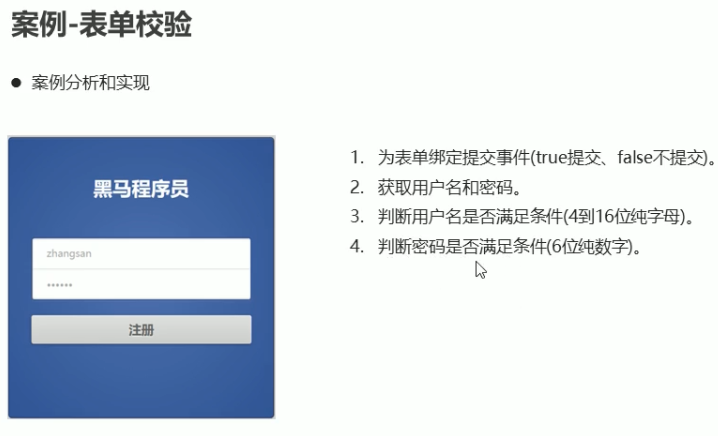 案例-表单校验
● 案例分析和实现
黑马程序员
zhangsan
••••••
注册
1. 为表单绑定提交事件(true提交、false不提交)。
2. 获取用户名和密码。
3. 判断用户名是否满足条件(4到16位纯字母)。
4. 判断密码是否满足条件(6位纯数字)。